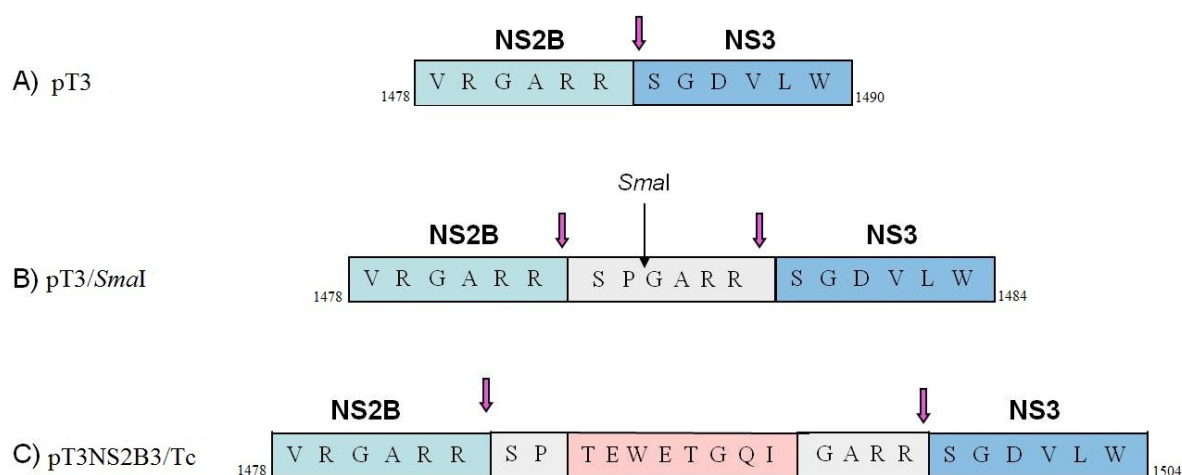 NS2B NS3
A) pT3 1478 V R G A R R S G D V L W 1490
SmaI
NS2B NS3
B) pT3/SmaI 1478 V R G A R R S P G A R R S G D V L W 1484
NS2B NS3
C) pT3NS2B3/Tc 1478 V R G A R R S P T E W E T G Q I G A R R S G D V L W 1504